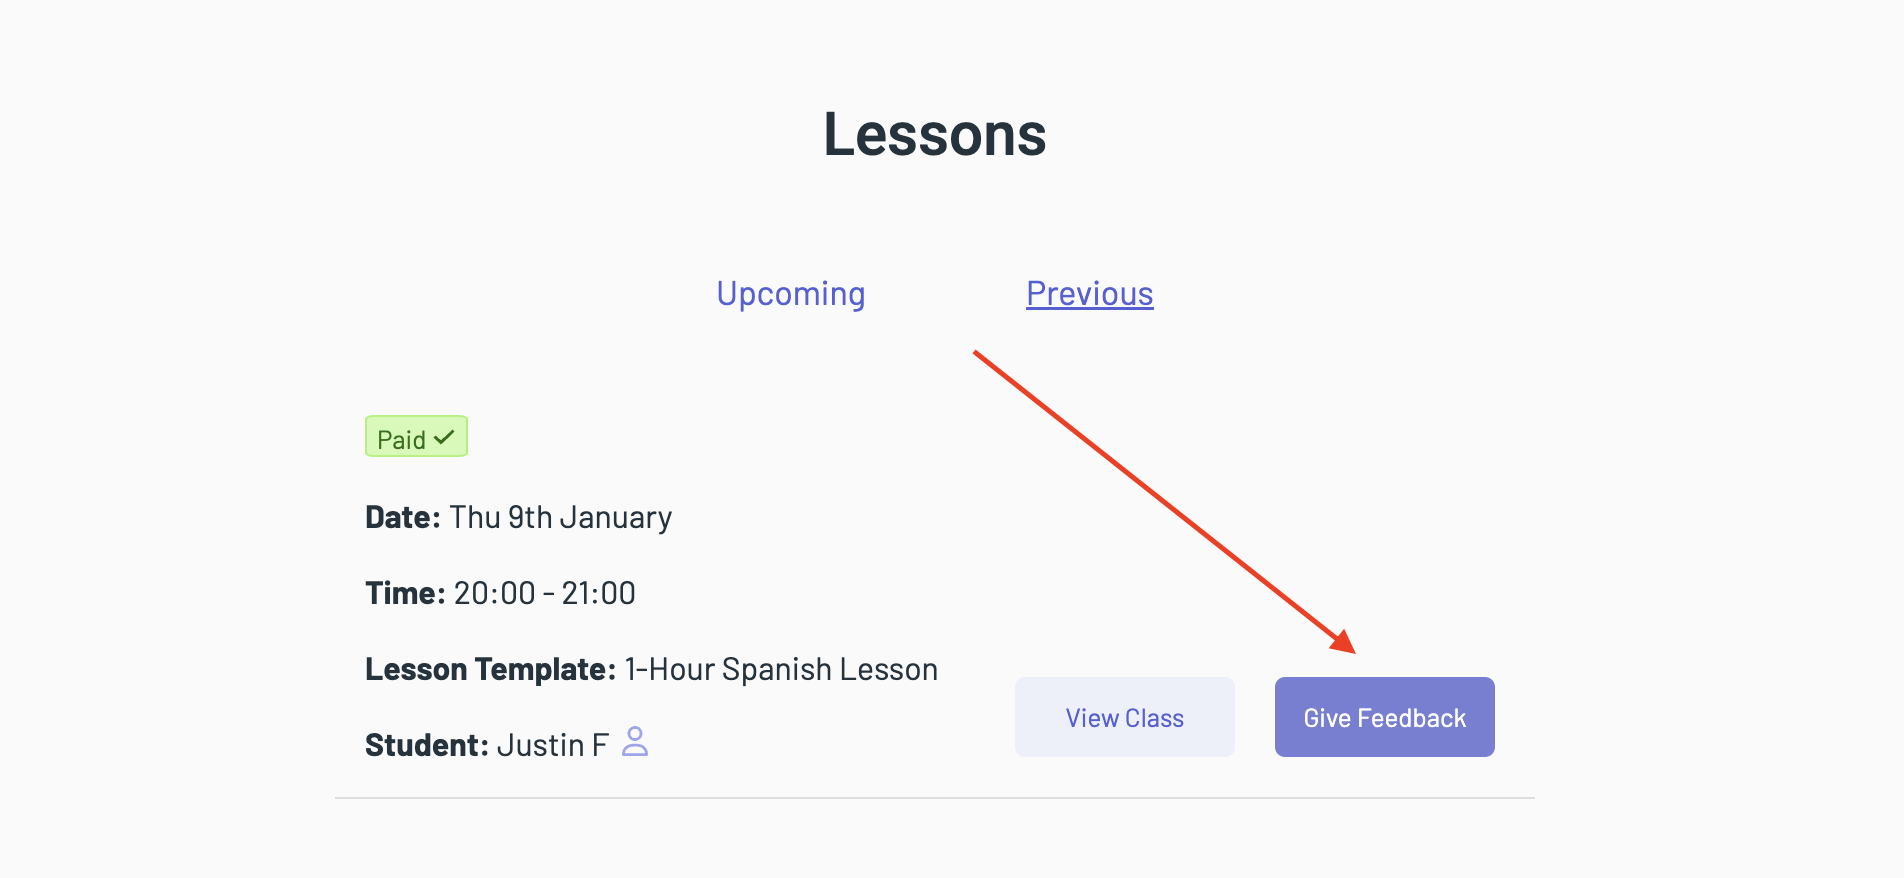 Lessons
Upcoming
Previous
Paid
Date: Thu 9th January
Time: 20:00 - 21:00
Lesson Template: 1-Hour Spanish Lesson
Student: Justin F
View Class
Give Feedback